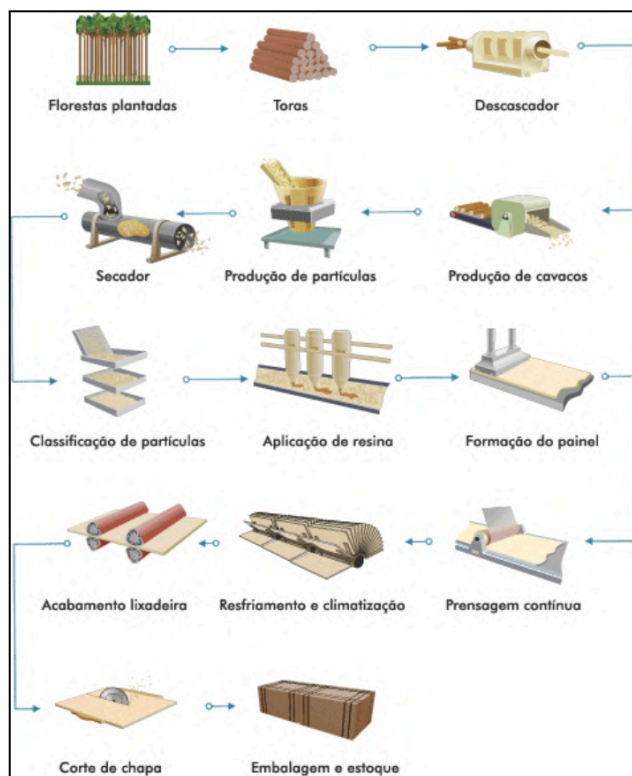 Florestas plantadas
Toras
Descascador
Secador
Produção de partículas
Produção de cavacos
Classificação de partículas
Aplicação de resina
Formação do painel
Acabamento lixadeira
Resfriamento e climatização
Prensagem contínua
Corte de chapa
Embalagem e estoque